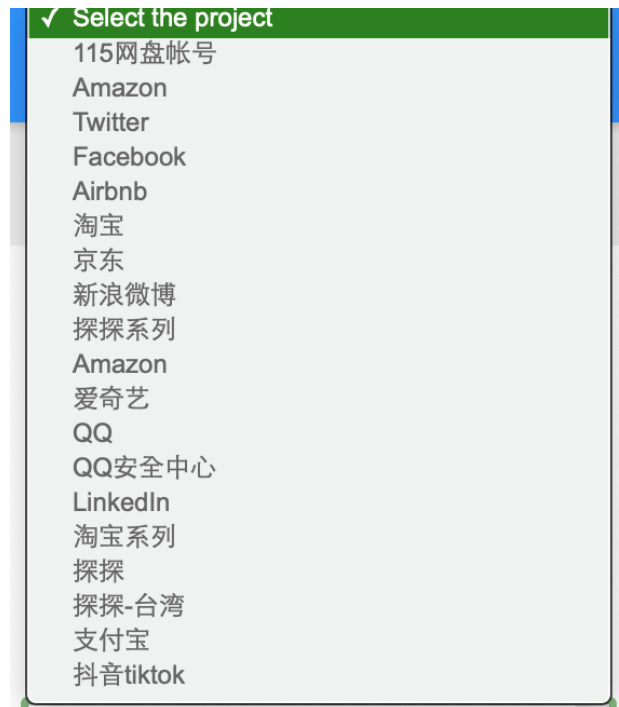 ✓ Select the project
115网盘帐号
Amazon
Twitter
Facebook
Airbnb
淘宝
京东
新浪微博
探探系列
Amazon
爱奇艺
QQ
QQ安全中心
LinkedIn
淘宝系列
探探
探探-台湾
支付宝
抖音tiktok